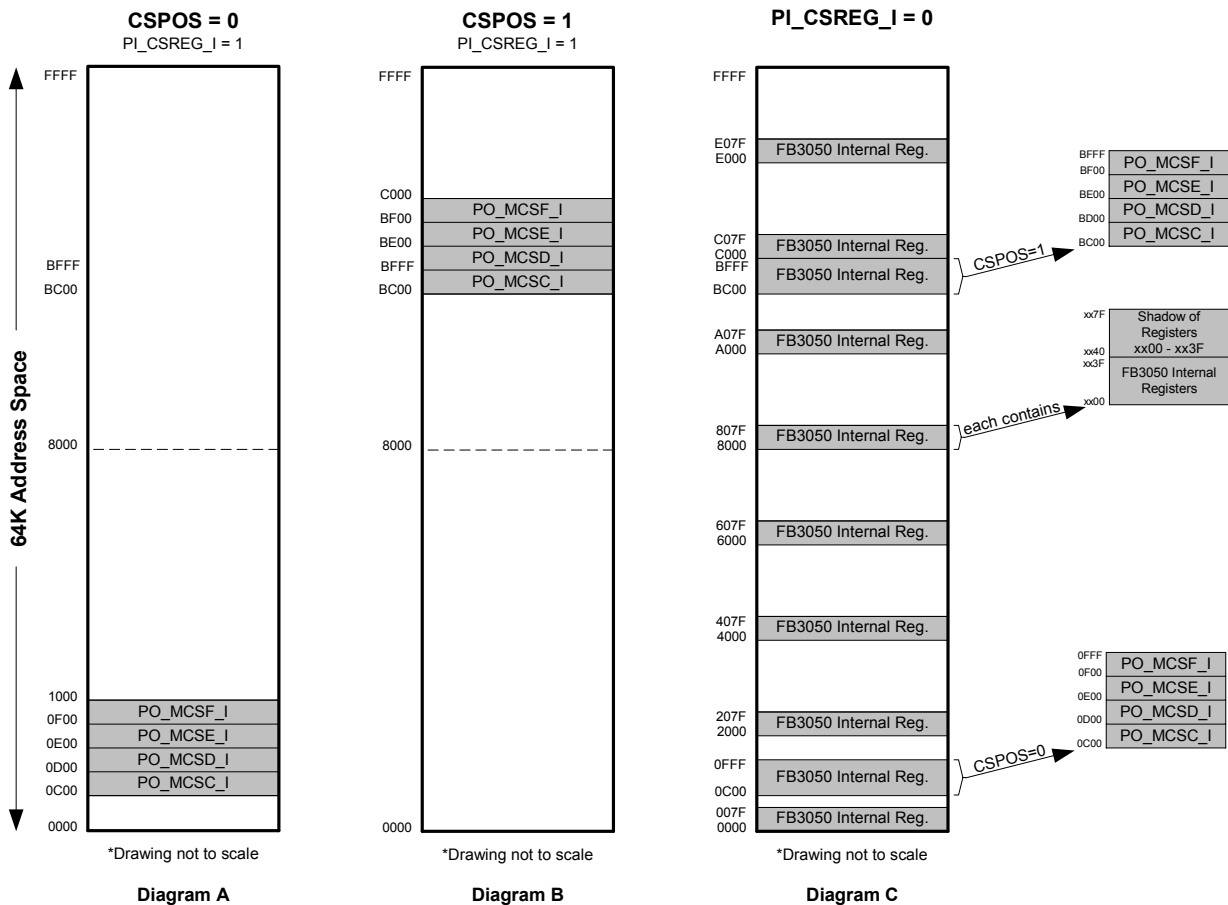 CSPOS = 0
PI_CSREG_I = 1
64K Address Space
FFFF
BFFF
BC00
8000
1000
PO_MCSF_I
0F00
PO_MCSE_I
0E00
PO_MCSD_I
0D00
PO_MCSC_I
0C00
0000
*Drawing not to scale
Diagram A
CSPOS = 1
PI_CSREG_I = 1
FFFF
C000
PO_MCSF_I
BF00
PO_MCSE_I
BE00
PO_MCSD_I
BFFF
PO_MCSC_I
BC00
8000
0000
*Drawing not to scale
Diagram B
PI_CSREG_I = 0
FFFF
E07F
FB3050 Internal Reg.
E000
C07F
FB3050 Internal Reg.
C000
BFFF
FB3050 Internal Reg.
BC00
A07F
FB3050 Internal Reg.
A000
807F
FB3050 Internal Reg.
8000
607F
FB3050 Internal Reg.
6000
407F
FB3050 Internal Reg.
4000
207F
FB3050 Internal Reg.
2000
0FFF
FB3050 Internal Reg.
0C00
007F
FB3050 Internal Reg.
0000
*Drawing not to scale
Diagram C
CSPOS=1
BFFF
PO_MCSF_I
BF00
PO_MCSE_I
BE00
PO_MCSD_I
BD00
PO_MCSC_I
BC00
each contains
xx7F
Shadow of
Registers
xx00 - xx3F
xx40
xx3F
FB3050 Internal
Registers
xx00
CSPOS=0
0FFF
PO_MCSF_I
0F00
PO_MCSE_I
0E00
PO_MCSD_I
0D00
PO_MCSC_I
0C00